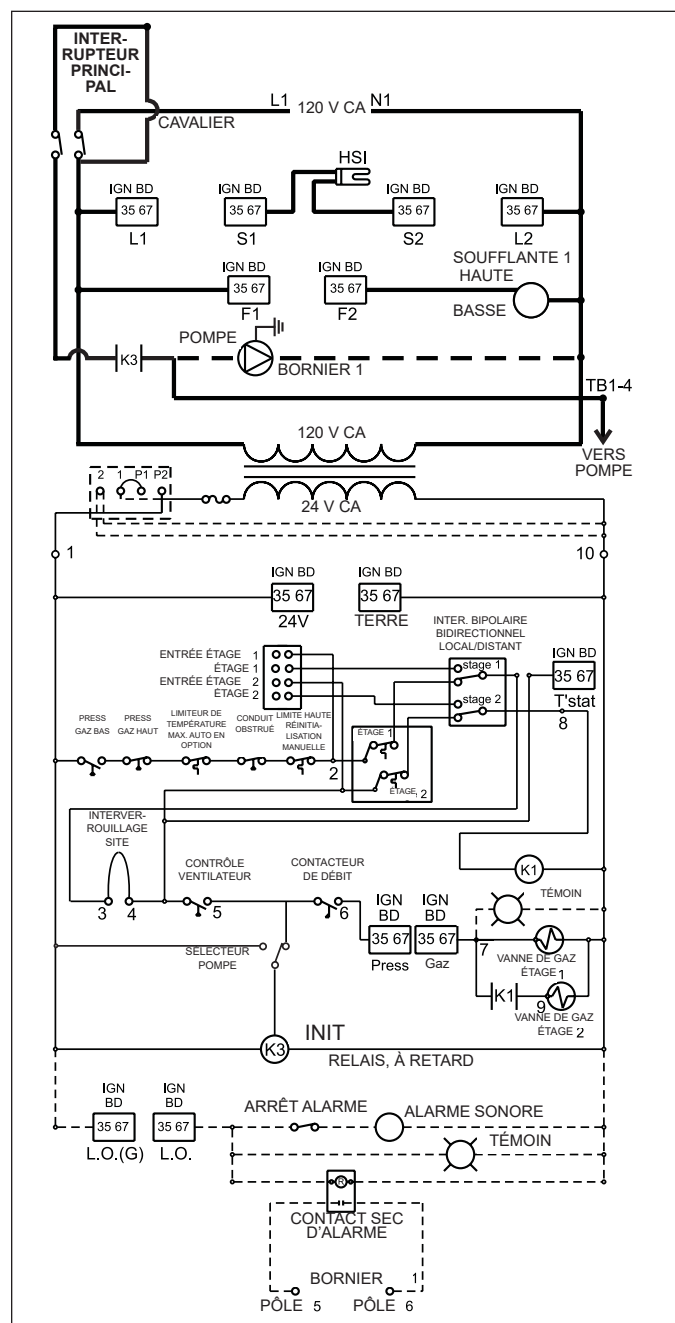 INTER-
RUPTEUR
PRINCI-
PAL
L1 120 V CA N1
CAVALIER
HSI
IGN BD IGN BD IGN BD IGN BD
35 67 35 67 35 67 35 67
L1 S1 S2 L2
SOUFFLANTE 1
HAUTE
BASSE
IGN BD IGN BD
35 67 35 67
F1 F2
POMPE
K3
BORNIER 1
TB1-4
VERS
POMPE
120 V CA
2 1 P1 P2
24 V CA
1 10
IGN BD IGN BD
35 67 35 67
24V TERRE
INTER. BIPOLAIRE
BIDIRECTIONNEL
LOCAL/DISTANT
IGN BD
35 67
T'stat
8
ENTRÉE ÉTAGE 1
ÉTAGE 1
ENTRÉE ÉTAGE 2
ÉTAGE 2
stage 1
stage 2
PRESS
GAZ BAS
PRESS
GAZ HAUT
LIMITEUR DE
TEMPÉRATURE
MAX. AUTO EN
OPTION
CONDUIT
OBSTRUÉ
LIMITE HAUTE
RÉINITIA-
LISATION
MANUELLE
2
ÉTAGE 1
ÉTAGE 2
INTERVER-
ROUILLAGE
SITE
3 4
CONTRÔLE
VENTILATEUR
5
CONTACTEUR
DE DÉBIT
6
K1
TÉMOIN
IGN
BD
35 67
Press
IGN
BD
35 67
Gaz
7
VANNE DE GAZ
ÉTAGE 1
K1
9
VANNE DE GAZ
ÉTAGE 2
SÉLECTEUR
POMPE
K3
INIT
RELAIS, À RETARD
IGN
BD
35 67
L.O.(G)
IGN
BD
35 67
L.O.
ARRÊT ALARME
ALARME SONORE
TÉMOIN
R
CONTACT SEC
D'ALARME
BORNIER 1
PÔLE 5 PÔLE 6